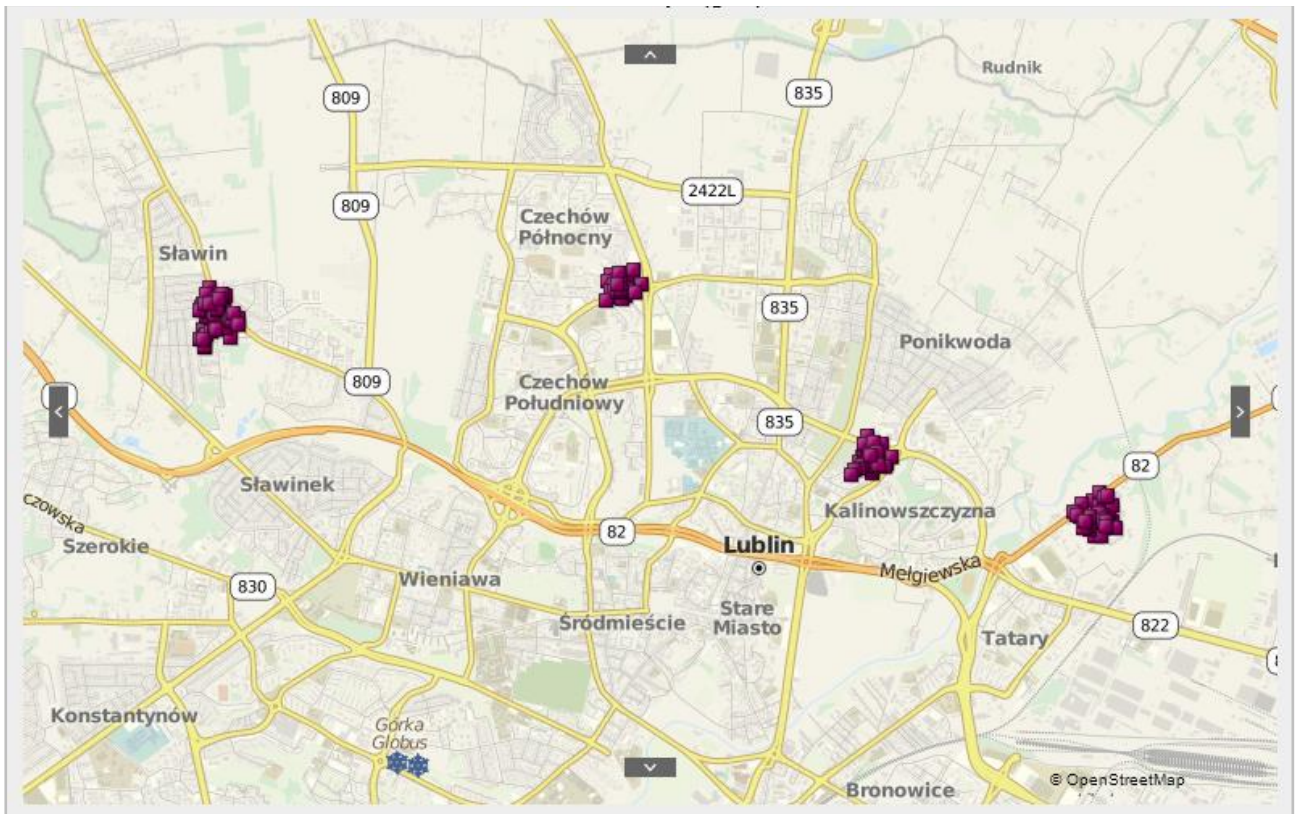 Rudnik
809
835
2422L
809
Czechów
Północny
Sławin
835
Ponikwoda
809
Czechów
Południowy
835
82
Sławinek
czowska
Kalinowszczyzna
82
Szerokie
Lublin
Mełgiewska
830
Wieniawa
Stare
Miasto
Śródmieście
822
Tatary
Konstantynów
Górka
Globus
© OpenStreetMap
Bronowice